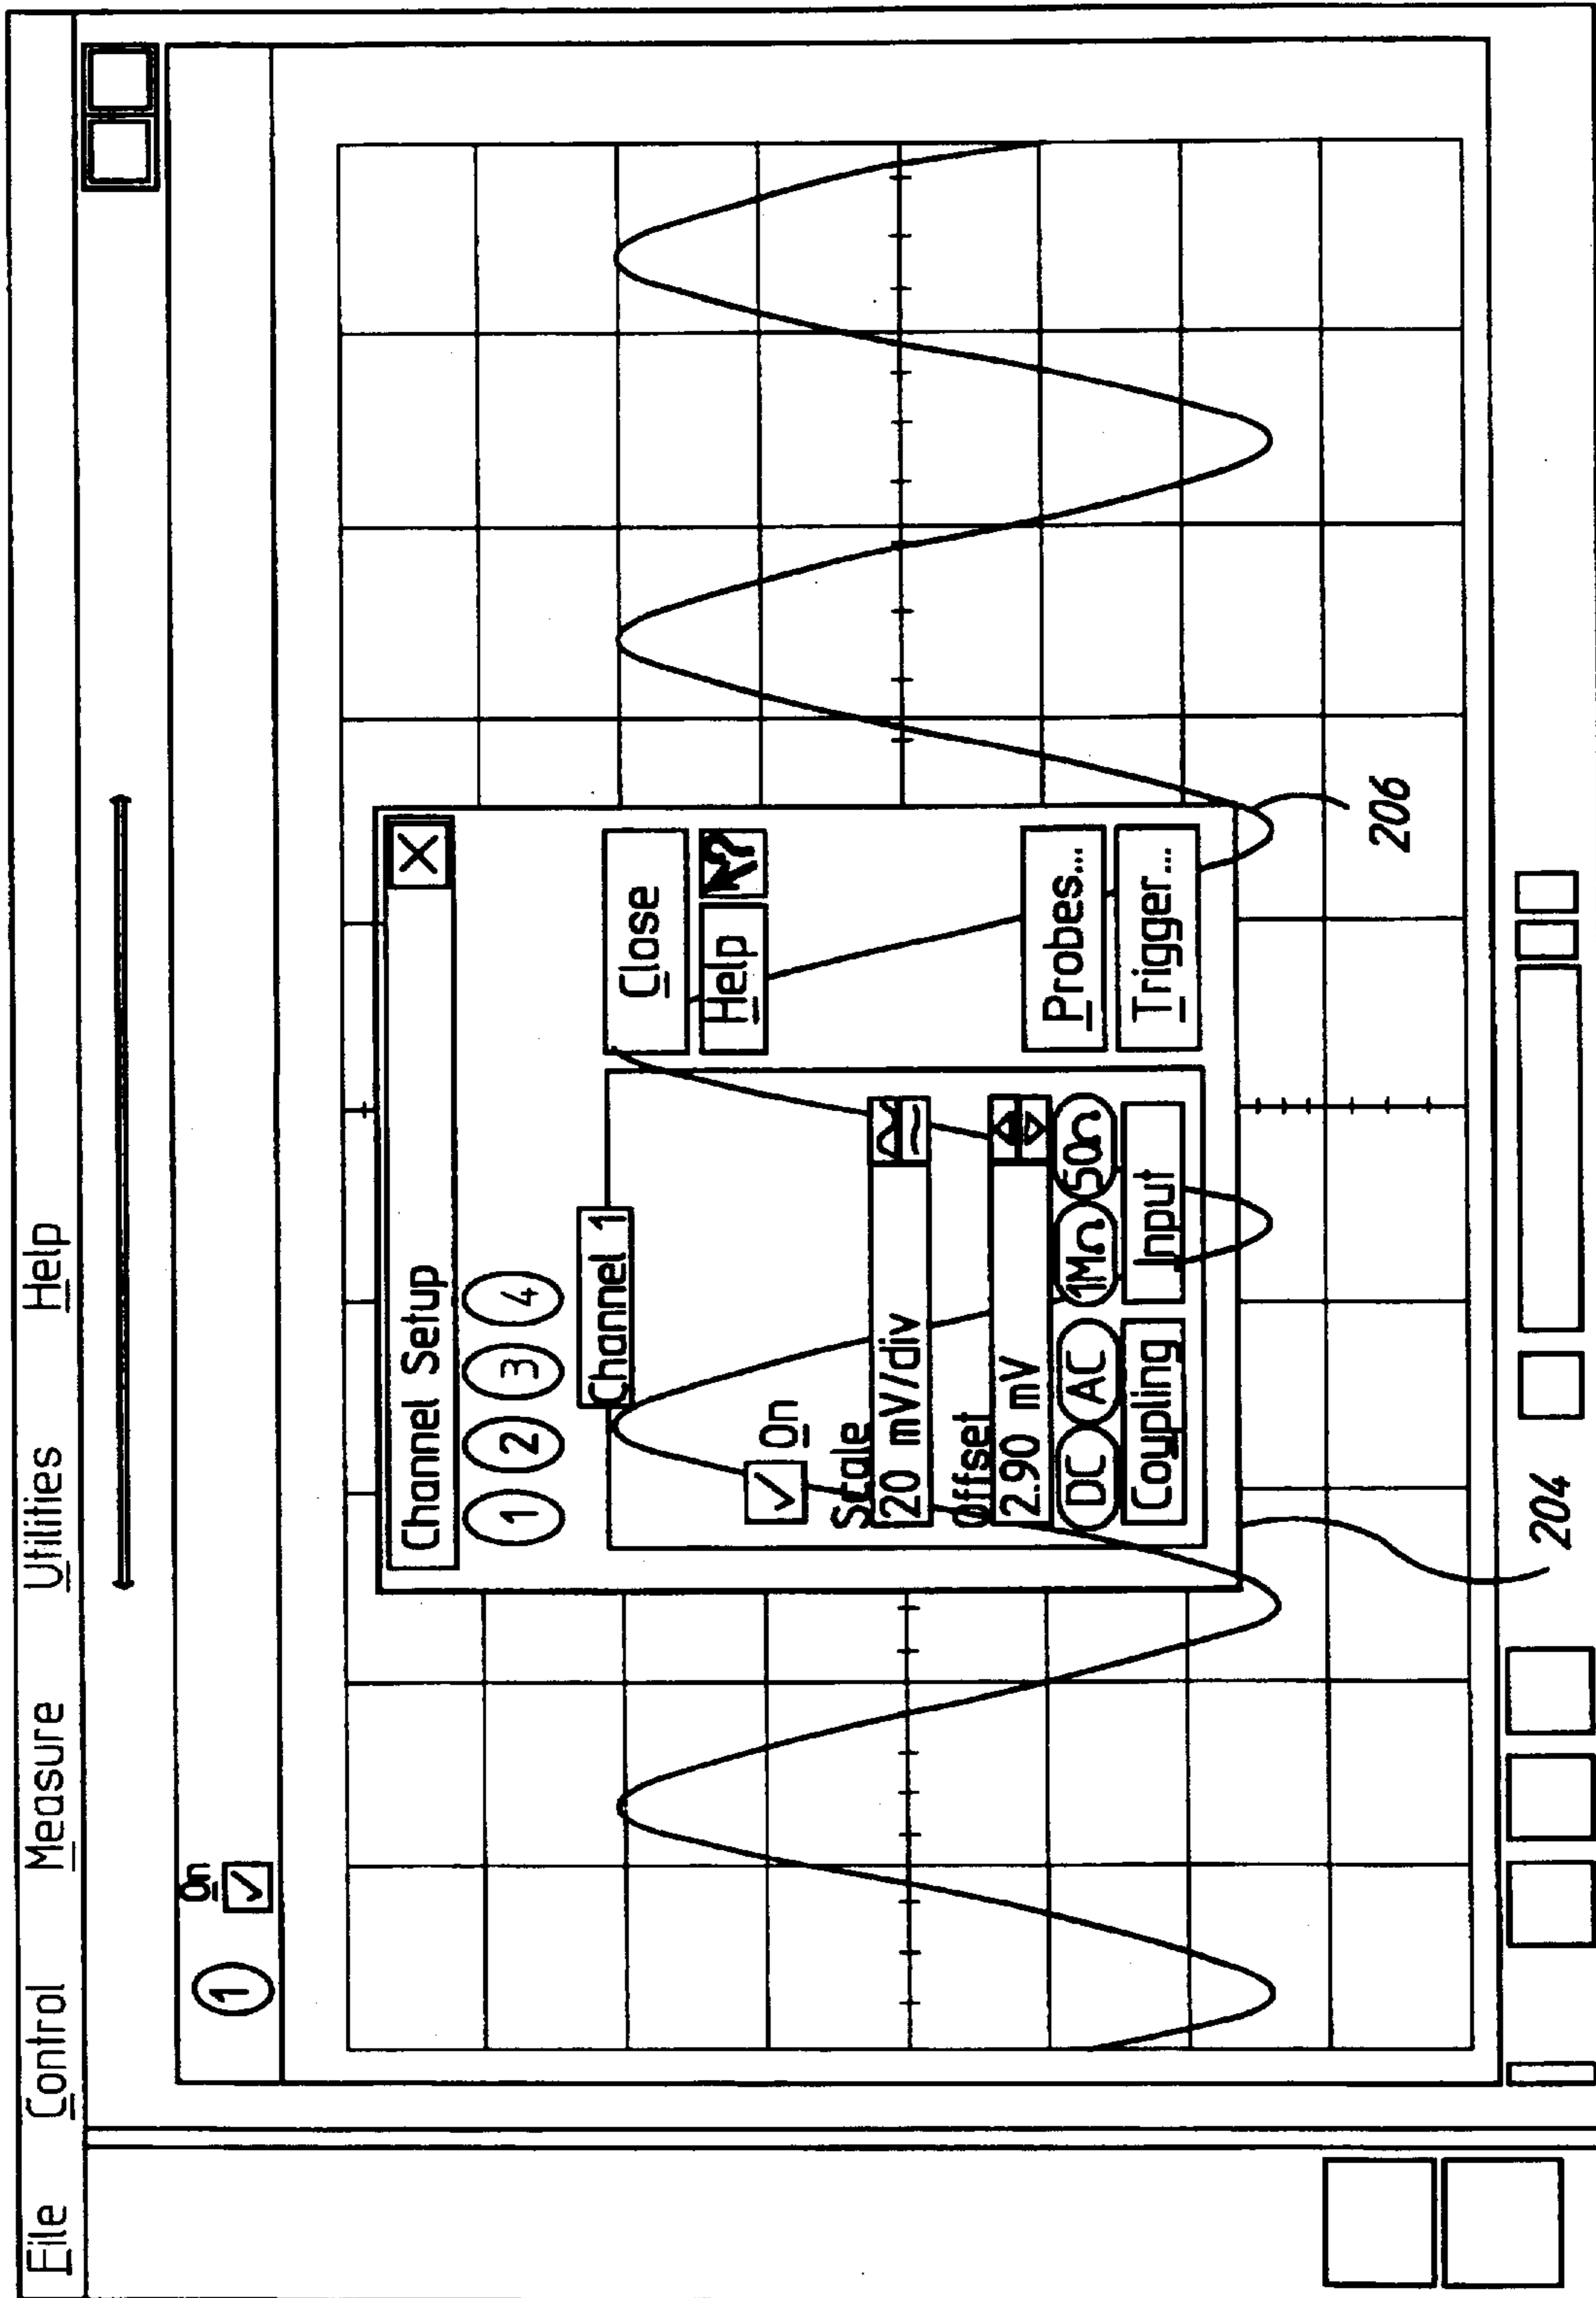 File Control Measure Utilities Help
1 On
Channel Setup
1 2 3 4
Channel 1
Close
Help
On
Scale
20 mV/div
Offset
2.90 mV
DC AC 1MΩ 50Ω
Coupling Input
Probes...
Trigger...
206
204